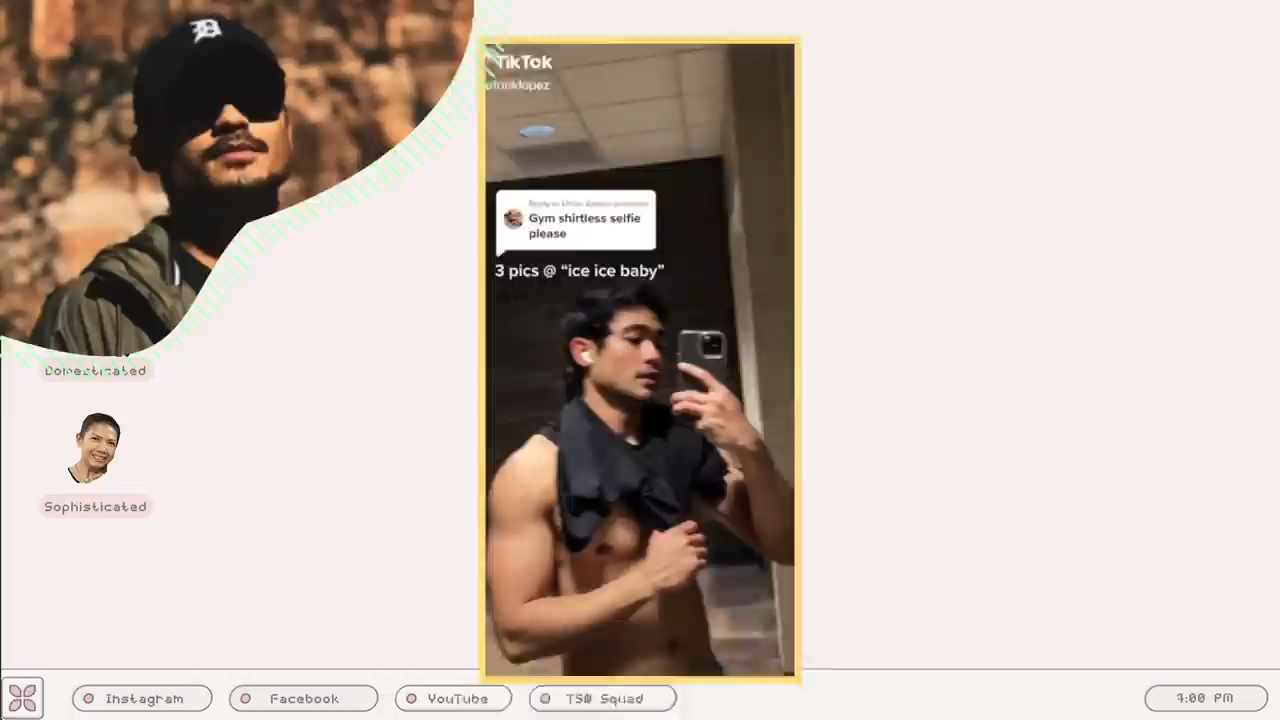 TikTok
Gym shirtless selfie
please
3 pics @ “ice ice baby”
Domesticated
Sophisticated
Instagram
Facebook
YouTube
TSW Squad
7:00 PM